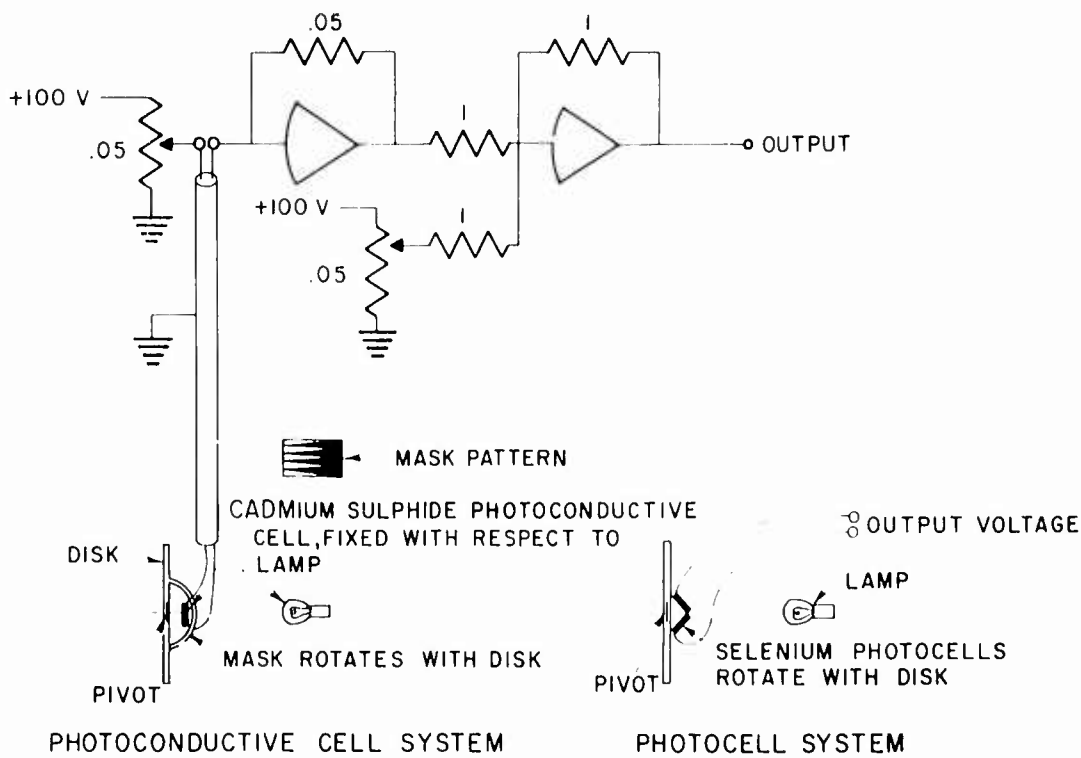 .05
1
+100 V
.05
1
OUTPUT
+100 V
1
.05
MASK PATTERN
CADMIUM SULPHIDE PHOTOCONDUCTIVE
CELL, FIXED WITH RESPECT TO
LAMP
OUTPUT VOLTAGE
DISK
LAMP
MASK ROTATES WITH DISK
SELENIUM PHOTOCELLS
ROTATE WITH DISK
PIVOT
PIVOT
PHOTOCONDUCTIVE CELL SYSTEM
PHOTOCELL SYSTEM